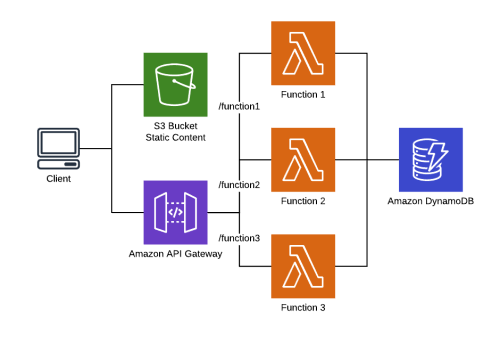 Client
S3 Bucket
Static Content
Amazon API Gateway
/function1
/function2
/function3
Function 1
Function 2
Function 3
Amazon DynamoDB